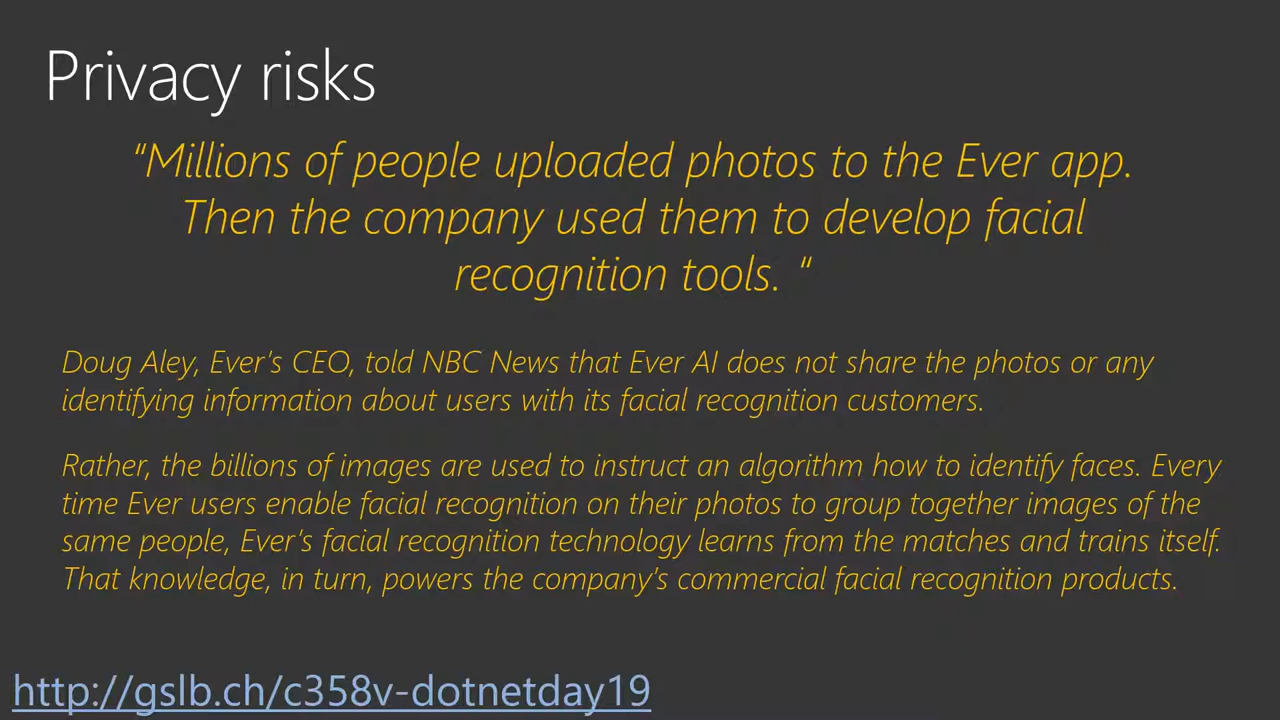 Privacy risks
“Millions of people uploaded photos to the Ever app.
Then the company used them to develop facial
recognition tools. “
Doug Aley, Ever's CEO, told NBC News that Ever AI does not share the photos or any
identifying information about users with its facial recognition customers.
Rather, the billions of images are used to instruct an algorithm how to identify faces. Every
time Ever users enable facial recognition on their photos to group together images of the
same people, Ever’s facial recognition technology learns from the matches and trains itself.
That knowledge, in turn, powers the company’s commercial facial recognition products.
http://gslb.ch/c358v-dotnetday19